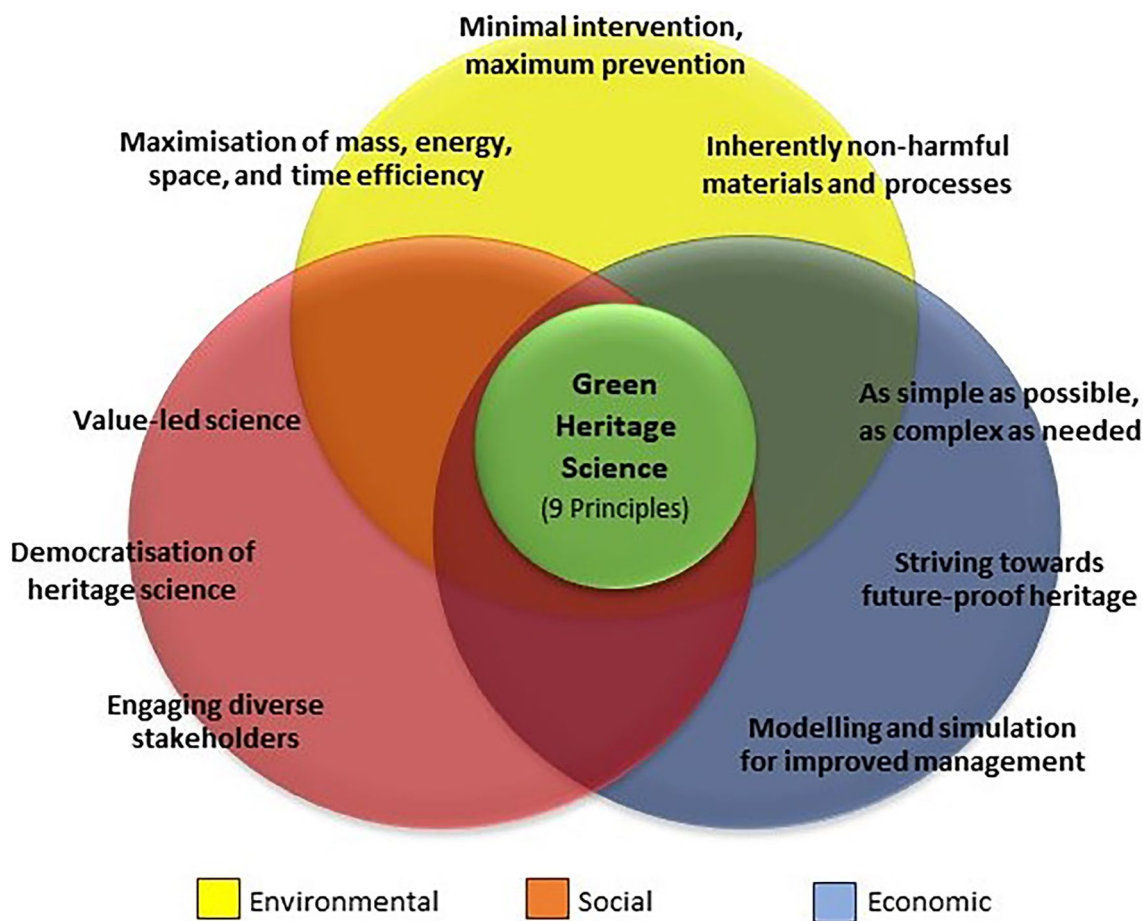 Minimal intervention,
maximum prevention
Maximisation of mass, energy,
space, and time efficiency
Inherently non-harmful
materials and processes
Green
Heritage
Science
(9 Principles)
Value-led science
As simple as possible,
as complex as needed
Democratisation of
heritage science
Striving towards
future-proof heritage
Engaging diverse
stakeholders
Modelling and simulation
for improved management
Environmental
Social
Economic